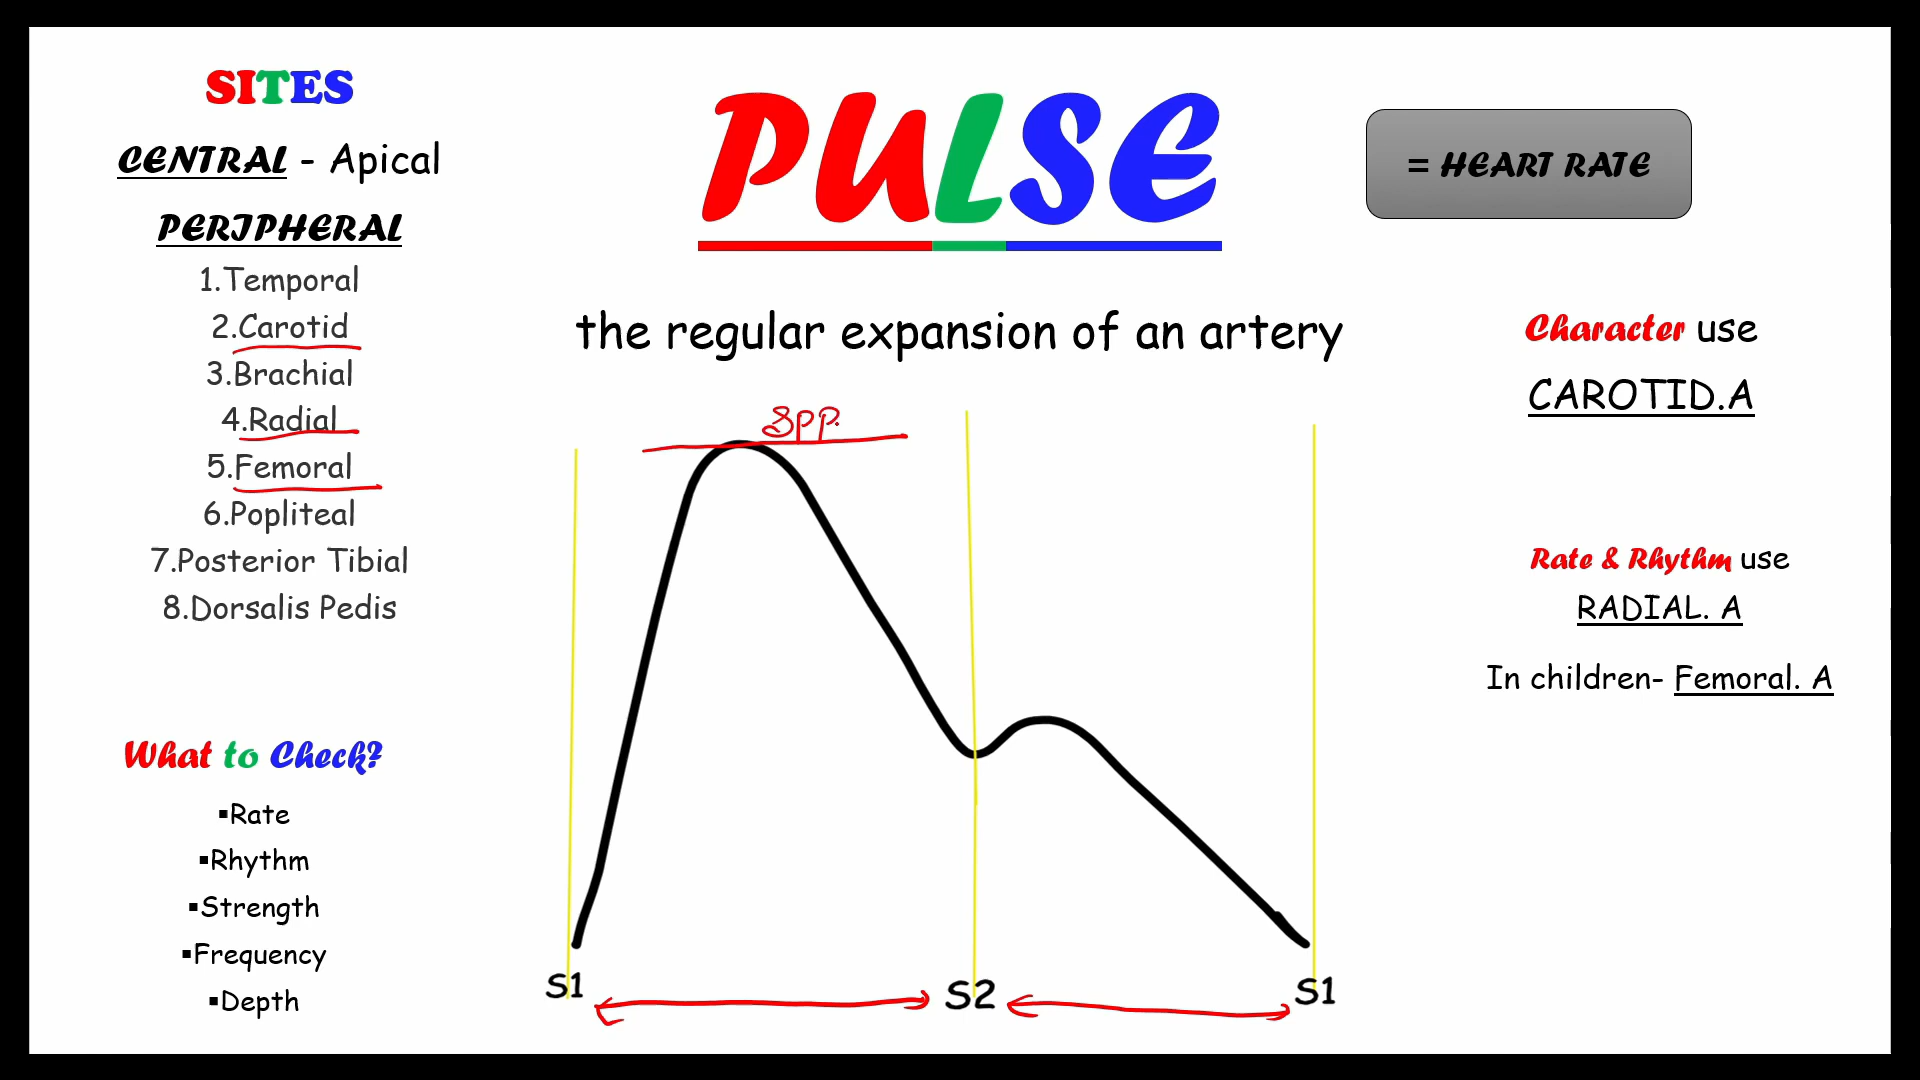 SITES
CENTRAL - Apical
PERIPHERAL
1.Temporal
2.Carotid
3.Brachial
4.Radial
5.Femoral
6.Popliteal
7.Posterior Tibial
8.Dorsalis Pedis
What to Check?
▪Rate
▪Rhythm
▪Strength
▪Frequency
▪Depth
PULSE
the regular expansion of an artery
S1
S2
S1
= HEART RATE
Character use
CAROTID.A
Rate & Rhythm use
RADIAL. A
In children- Femoral. A